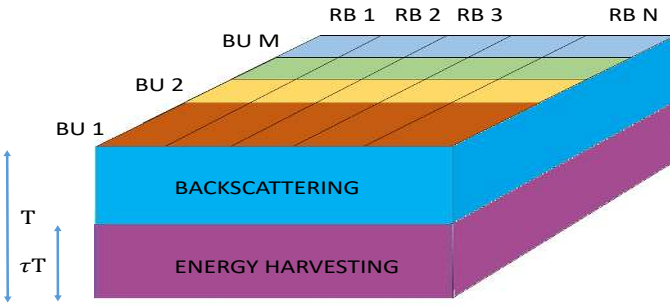 RB 1 RB 2 RB 3 RB N
BU M
BU 2
BU 1
BACKSCATTERING
T
τT
ENERGY HARVESTING